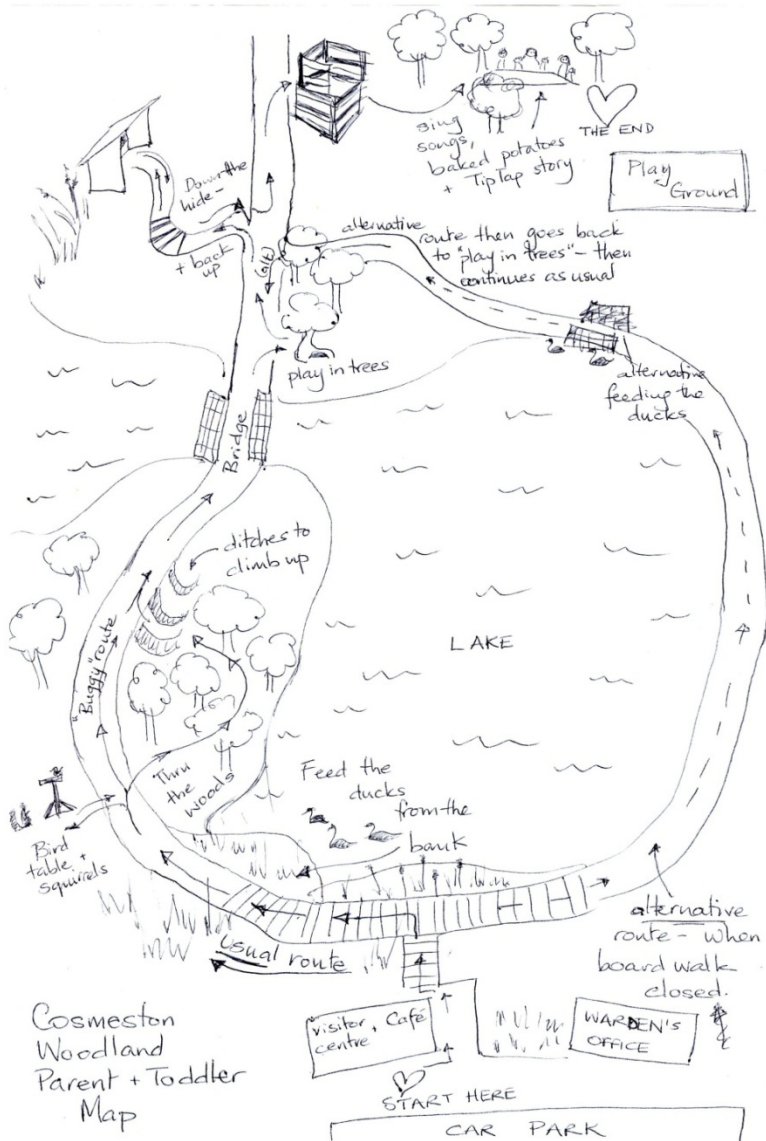 sing
songs,
baked potatoes
+ TipTap story
THE END
Play
Ground
Down the
hide -
+ back
up
(alt)
alternative
route then goes back
to "play in trees" - then
continues as usual
play in trees
alternative
feeding the
ducks
Bridge
ditches to
climb up
"Buggy" route
LAKE
Thru
the
woods
Feed the
ducks
from the
bank
Bird
table +
squirrels
usual route
alternative
route - when
board walk
closed.
Cosmeston
Woodland
Parent + Toddler
Map
visitor + Café
centre
WARDEN'S
OFFICE
START HERE
CAR PARK